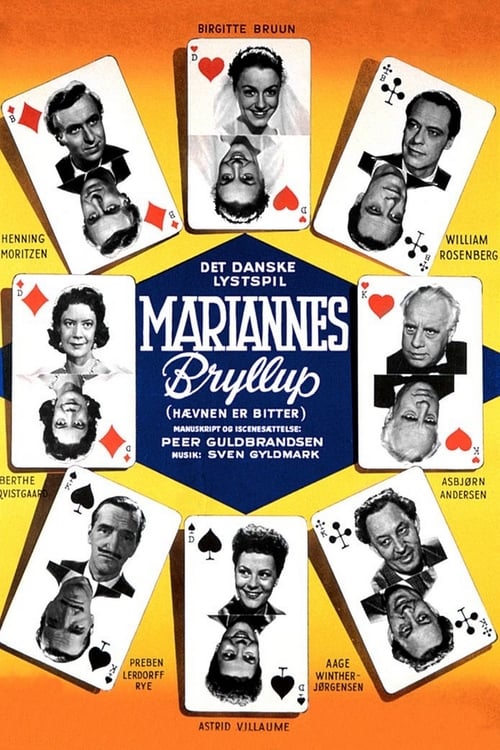 BIRGITTE BRUUN
D
B
B
K
HENNING
MORITZEN
WILLIAM
ROSENBERG
DET DANSKE
LYSTSPIL
MARIANNES
Bryllup
(HÆVNEN ER BITTER)
MANUSKRIPT OG ISCENESÆTTELSE:
PEER GULDBRANDSEN
MUSIK: SVEN GYLDMARK
D
D
K
K
BERTHE
QVISTGAARD
ASBJØRN
ANDERSEN
K
K
D
D
K
K
PREBEN
LERDORFF
RYE
AAGE
WINTHER-
JØRGENSEN
ASTRID VILLAUME